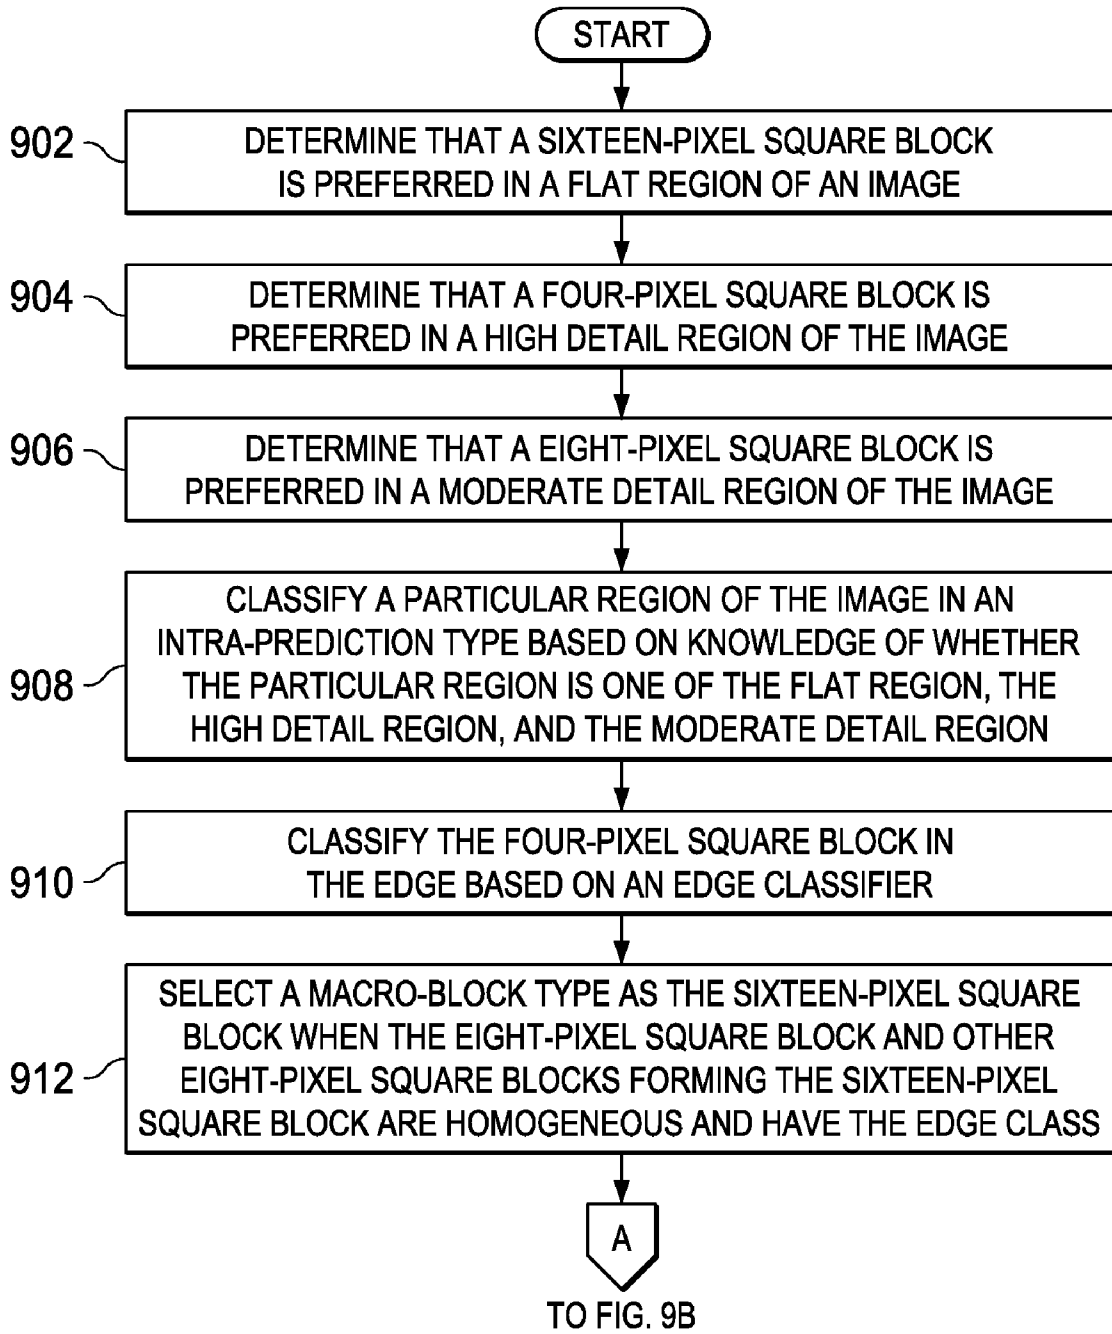 START
902
DETERMINE THAT A SIXTEEN-PIXEL SQUARE BLOCK
IS PREFERRED IN A FLAT REGION OF AN IMAGE
904
DETERMINE THAT A FOUR-PIXEL SQUARE BLOCK IS
PREFERRED IN A HIGH DETAIL REGION OF THE IMAGE
906
DETERMINE THAT A EIGHT-PIXEL SQUARE BLOCK IS
PREFERRED IN A MODERATE DETAIL REGION OF THE IMAGE
908
CLASSIFY A PARTICULAR REGION OF THE IMAGE IN AN
INTRA-PREDICTION TYPE BASED ON KNOWLEDGE OF WHETHER
THE PARTICULAR REGION IS ONE OF THE FLAT REGION, THE
HIGH DETAIL REGION, AND THE MODERATE DETAIL REGION
910
CLASSIFY THE FOUR-PIXEL SQUARE BLOCK IN
THE EDGE BASED ON AN EDGE CLASSIFIER
912
SELECT A MACRO-BLOCK TYPE AS THE SIXTEEN-PIXEL SQUARE
BLOCK WHEN THE EIGHT-PIXEL SQUARE BLOCK AND OTHER
EIGHT-PIXEL SQUARE BLOCKS FORMING THE SIXTEEN-PIXEL
SQUARE BLOCK ARE HOMOGENEOUS AND HAVE THE EDGE CLASS
A
TO FIG. 9B